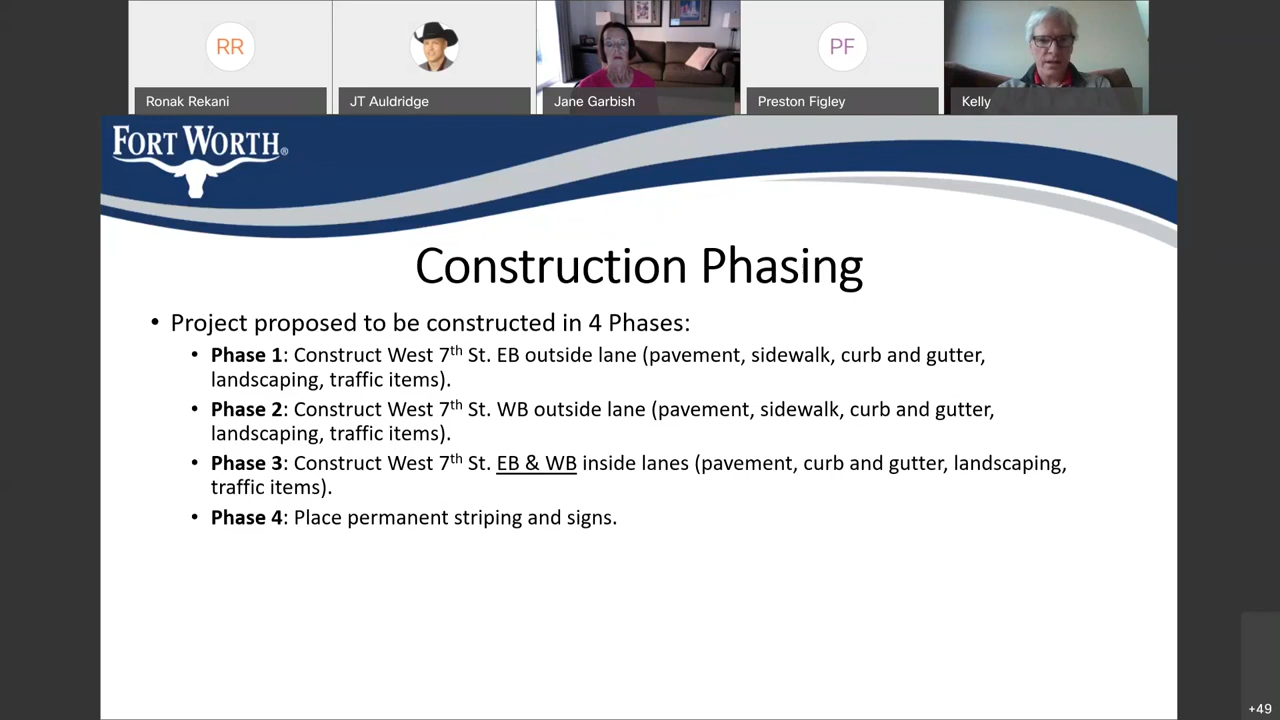 RR
PF
Ronak Rekani
JT Auldridge
Jane Garbish
Preston Figley
Kelly
FORT WORTH®
Construction Phasing
• Project proposed to be constructed in 4 Phases:
• Phase 1: Construct West 7th St. EB outside lane (pavement, sidewalk, curb and gutter,
landscaping, traffic items).
• Phase 2: Construct West 7th St. WB outside lane (pavement, sidewalk, curb and gutter,
landscaping, traffic items).
• Phase 3: Construct West 7th St. EB & WB inside lanes (pavement, curb and gutter, landscaping,
traffic items).
• Phase 4: Place permanent striping and signs.
+49